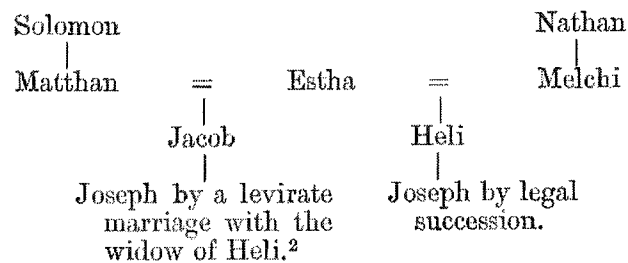 Solomon Nathan
Matthan = Estha = Melchi
Jacob Heli
Joseph by a levirate
marriage with the
widow of Heli.²
Joseph by legal
succession.